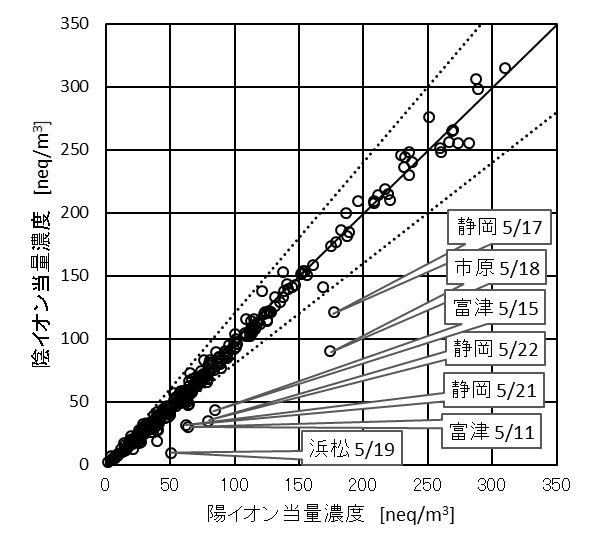 350
300
250
200
150
100
50
0
陰イオン当量濃度 [neq/m³]
静岡 5/17
市原 5/18
富津 5/15
静岡 5/22
静岡 5/21
富津 5/11
浜松 5/19
0 50 100 150 200 250 300 350
陽イオン当量濃度 [neq/m³]